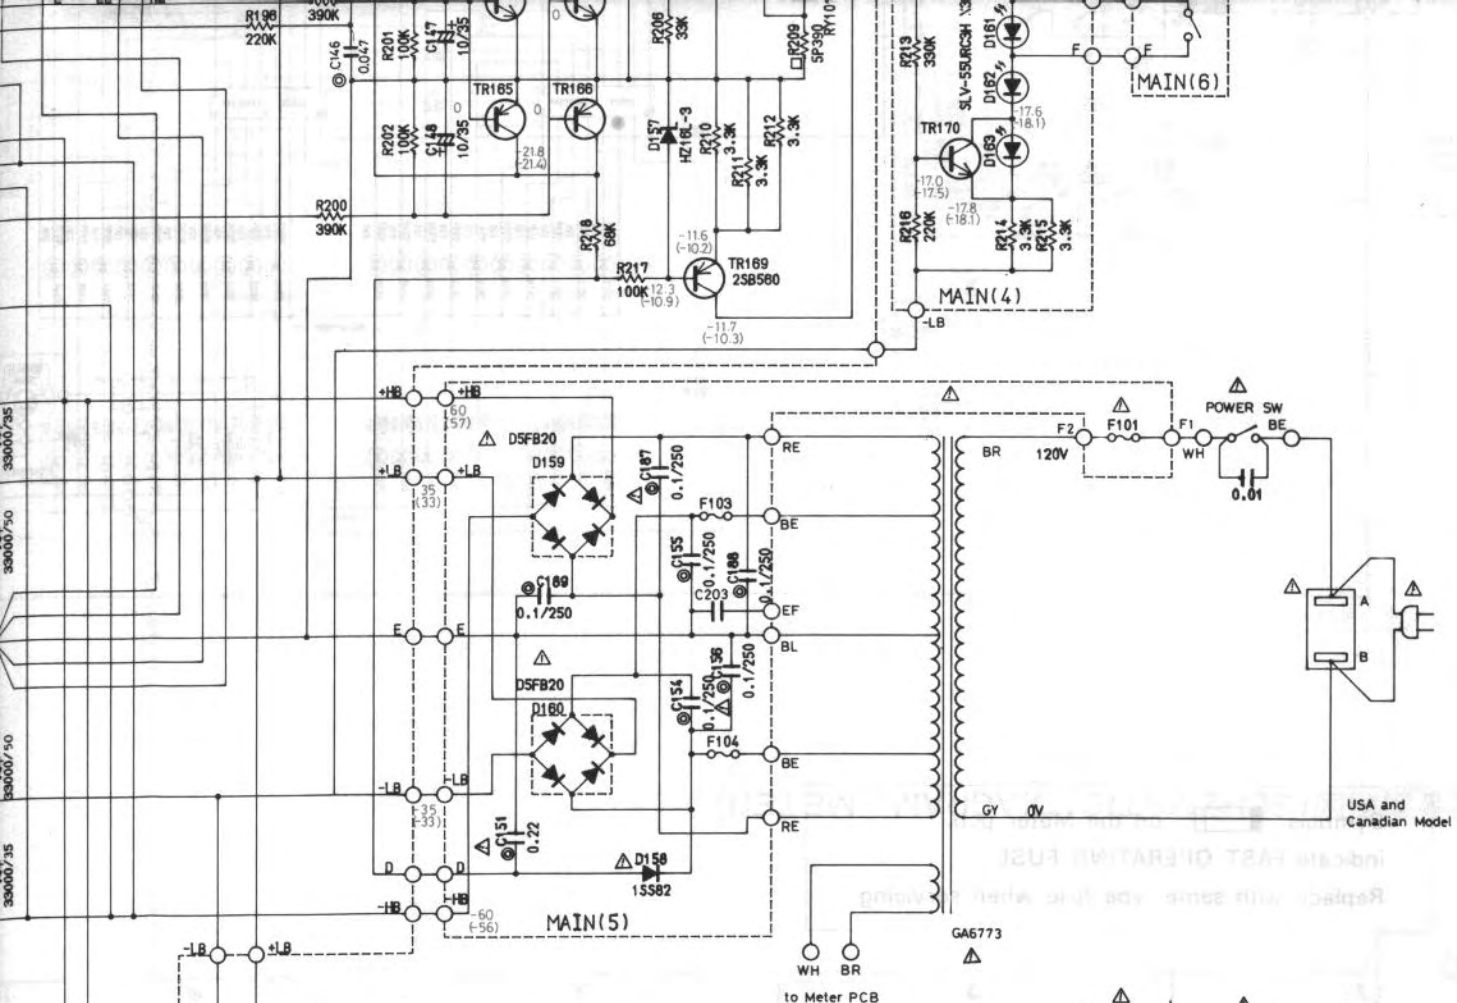 R196
220K
390K
C146
0.047
R201
100K
C147
10/35
0
R206
33K
R209
5P390
RY101
R213
330K
SLV-55URC3H
D161
F
F
MAIN(6)
TR165
0
TR166
0
R202
100K
C148
10/35
-21.8
(-21.4)
D157
HZ16L-3
R210
3.3K
R211
3.3K
R212
3.3K
TR170
D162
-17.6
(-18.1)
D163
-17.0
(-17.5)
-17.8
(-18.1)
R200
390K
R218
68K
R216
220K
R214
3.3K
R215
3.3K
-11.6
(-10.2)
R217
100K
-12.3
(-10.9)
TR169
2SB560
MAIN(4)
-LB
-11.7
(-10.3)
+HB
+HB
60
(57)
D5FB20
D159
C187
0.1/250
RE
BR
F2
120V
F101
F1
WH
POWER SW
BE
0.01
33000/35
+LB
+LB
35
(33)
F103
BE
33000/50
C155
0.1/250
C188
0.1/250
C189
0.1/250
C203
EF
A
E
E
BL
B
D5FB20
D160
C154
0.1/250
C156
0.1/250
F104
BE
33000/50
-LB
-LB
-35
(-33)
C151
0.22
RE
GY
0V
USA and
Canadian Model
33000/35
D
D
D158
1SS82
-HB
-HB
-60
(-56)
MAIN(5)
GA6773
-LB
+LB
WH
BR
to Meter PCB